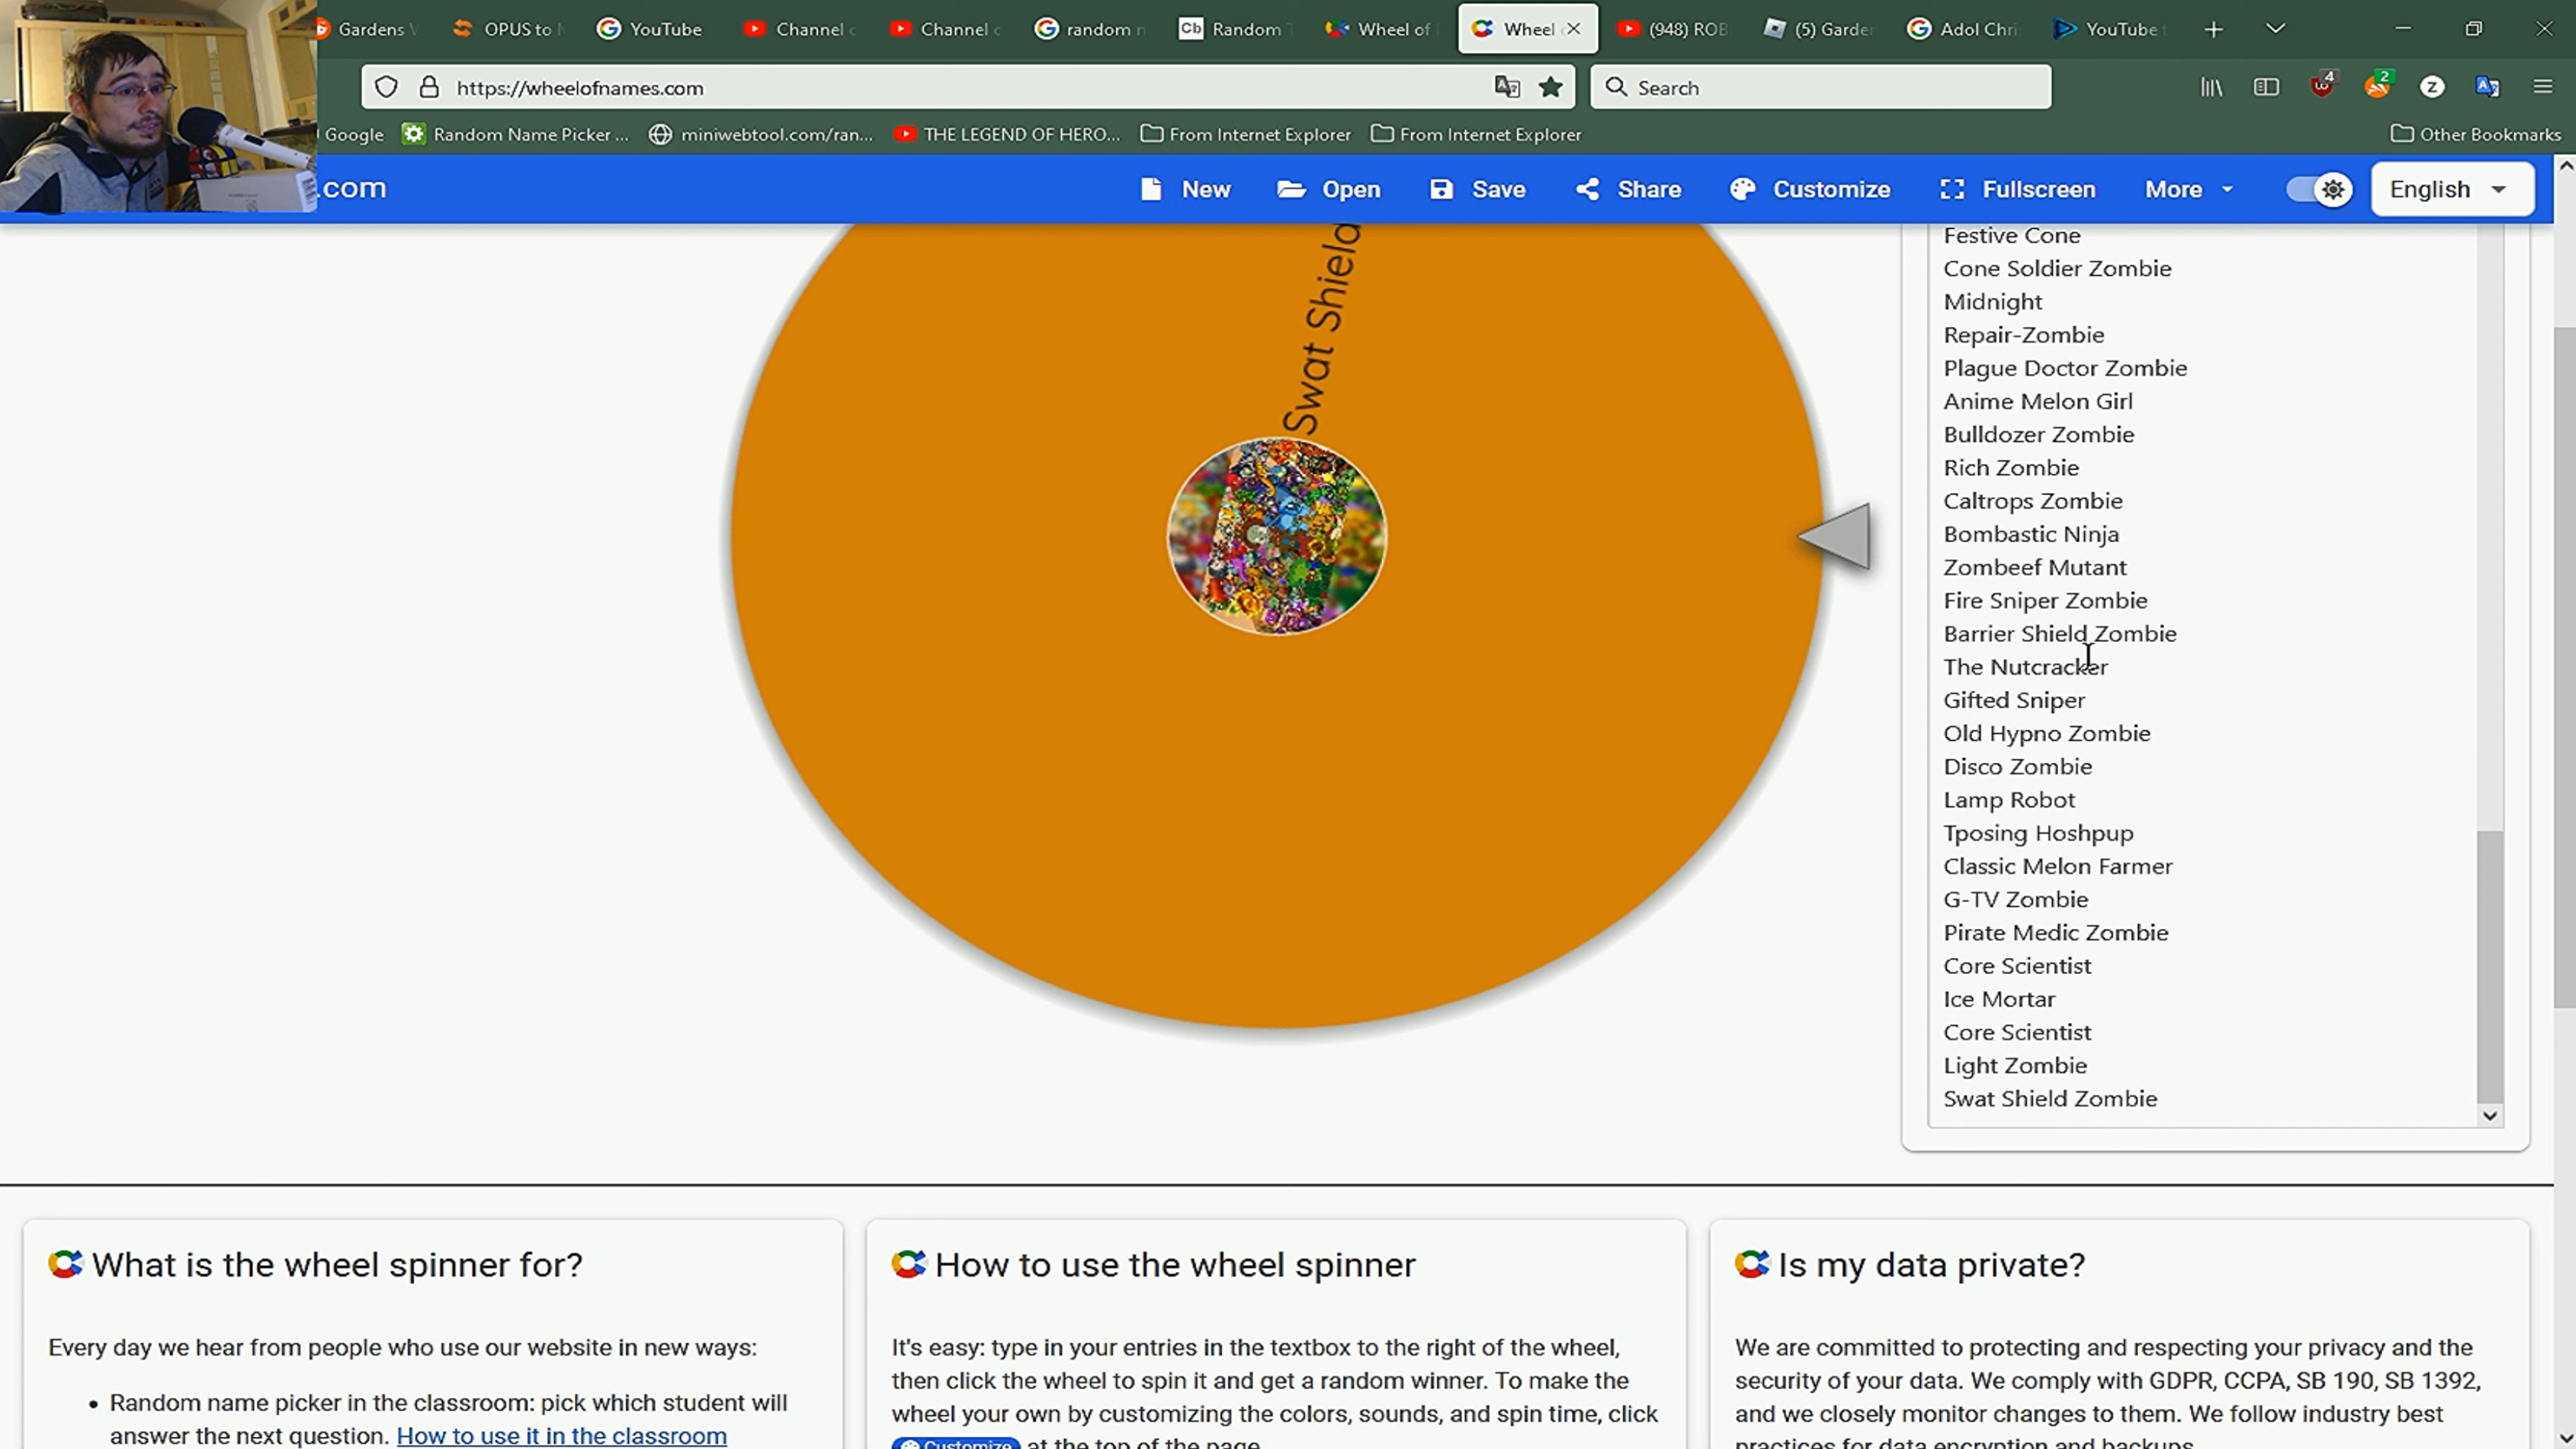 Gardens
OPUS to
YouTube
Channel
Channel
random
Cb
Random
Wheel of
Wheel
(948) ROB
(5) Garde
Adol Chri
YouTube
https://wheelofnames.com
Search
4
2
Google
Random Name Picker ...
miniwebtool.com/ran...
THE LEGEND OF HERO...
From Internet Explorer
From Internet Explorer
Other Bookmarks
.com
New
Open
Save
Share
Customize
Fullscreen
More
English
Swat Shield
Festive Cone
Cone Soldier Zombie
Midnight
Repair-Zombie
Plague Doctor Zombie
Anime Melon Girl
Bulldozer Zombie
Rich Zombie
Caltrops Zombie
Bombastic Ninja
Zombeef Mutant
Fire Sniper Zombie
Barrier Shield Zombie
The Nutcracker
Gifted Sniper
Old Hypno Zombie
Disco Zombie
Lamp Robot
Tposing Hoshpup
Classic Melon Farmer
G-TV Zombie
Pirate Medic Zombie
Core Scientist
Ice Mortar
Core Scientist
Light Zombie
Swat Shield Zombie
What is the wheel spinner for?
Every day we hear from people who use our website in new ways:
• Random name picker in the classroom: pick which student will
answer the next question. How to use it in the classroom
How to use the wheel spinner
It's easy: type in your entries in the textbox to the right of the wheel,
then click the wheel to spin it and get a random winner. To make the
wheel your own by customizing the colors, sounds, and spin time, click
Customize at the top of the page.
Is my data private?
We are committed to protecting and respecting your privacy and the
security of your data. We comply with GDPR, CCPA, SB 190, SB 1392,
and we closely monitor changes to them. We follow industry best
practices for data encryption and backups.